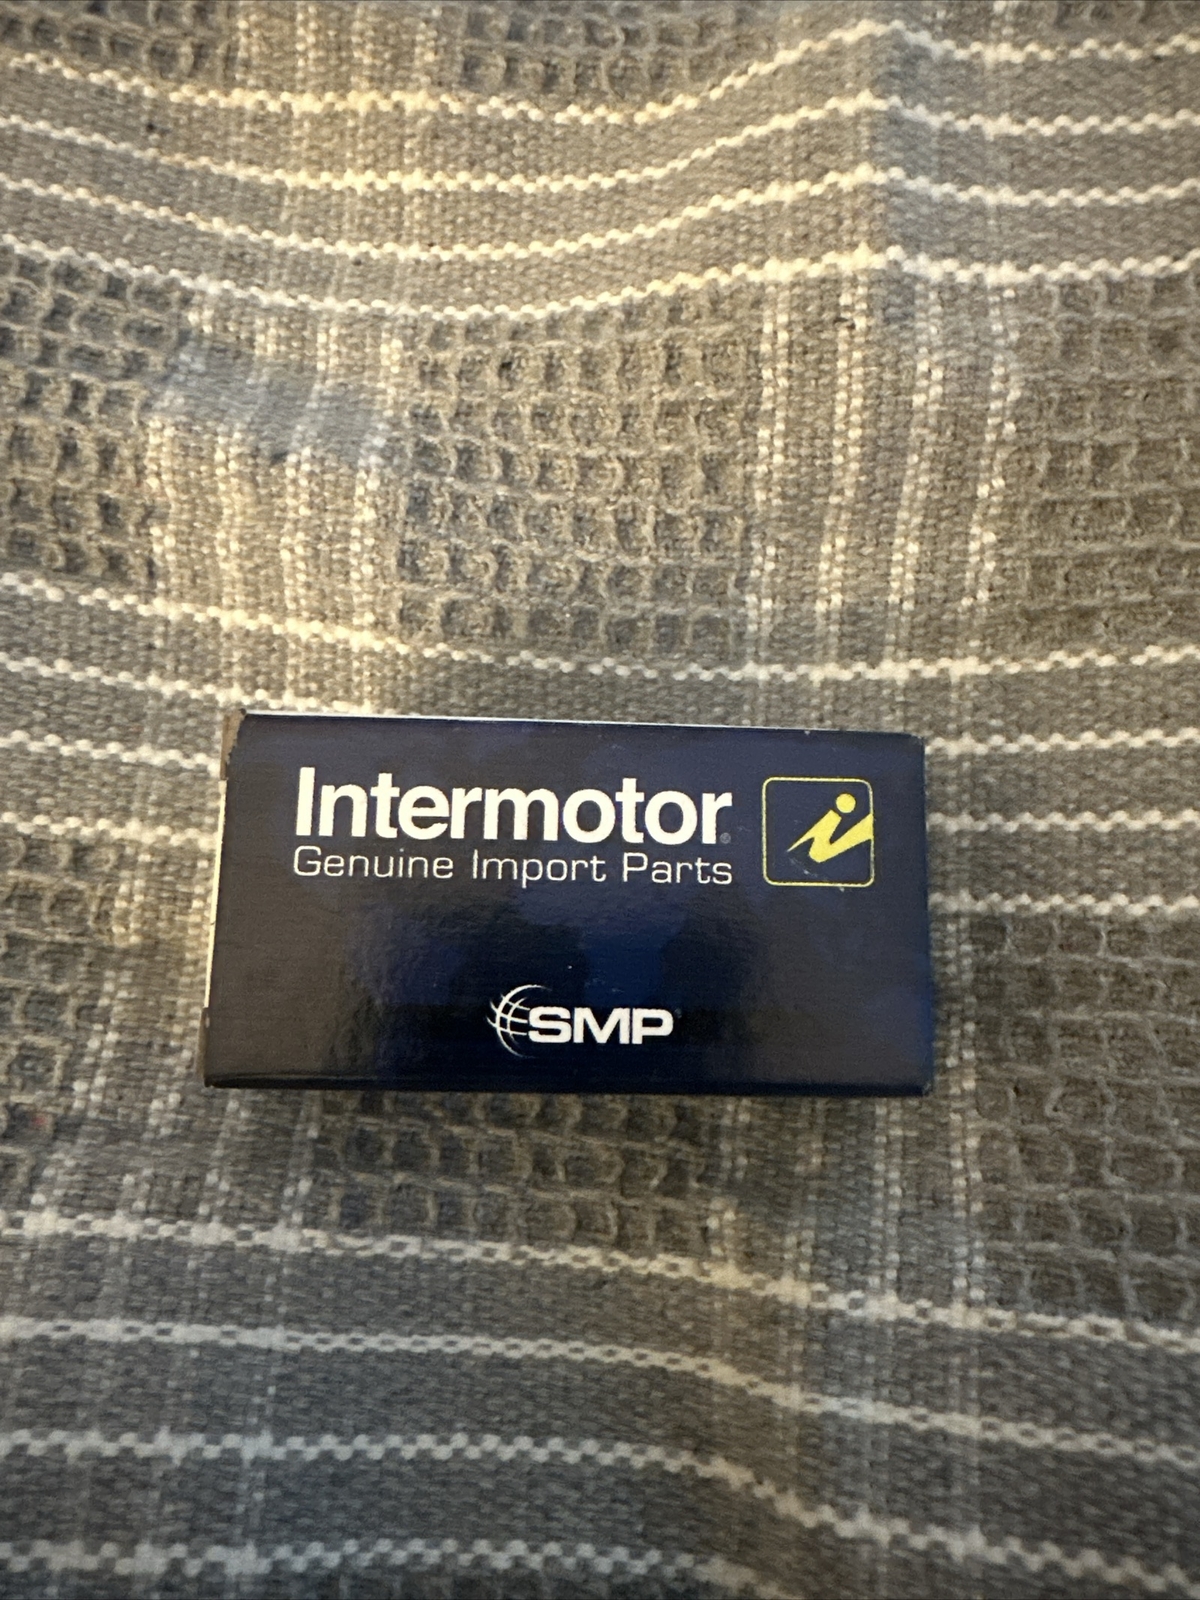 Intermotor®
Genuine Import Parts
SMP